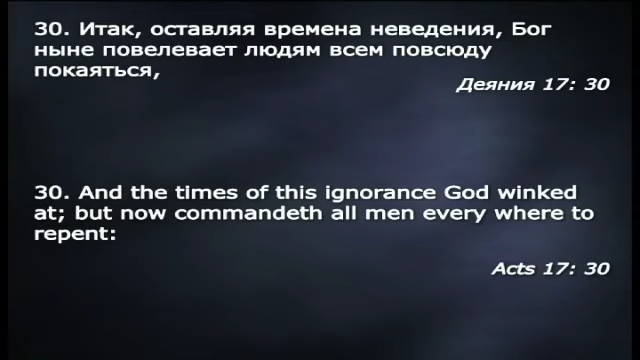 30. Итак, оставляя времена неведения, Бог
ныне повелевает людям всем повсюду
покаяться,
Деяния 17: 30
30. And the times of this ignorance God winked
at; but now commandeth all men every where to
repent:
Acts 17: 30